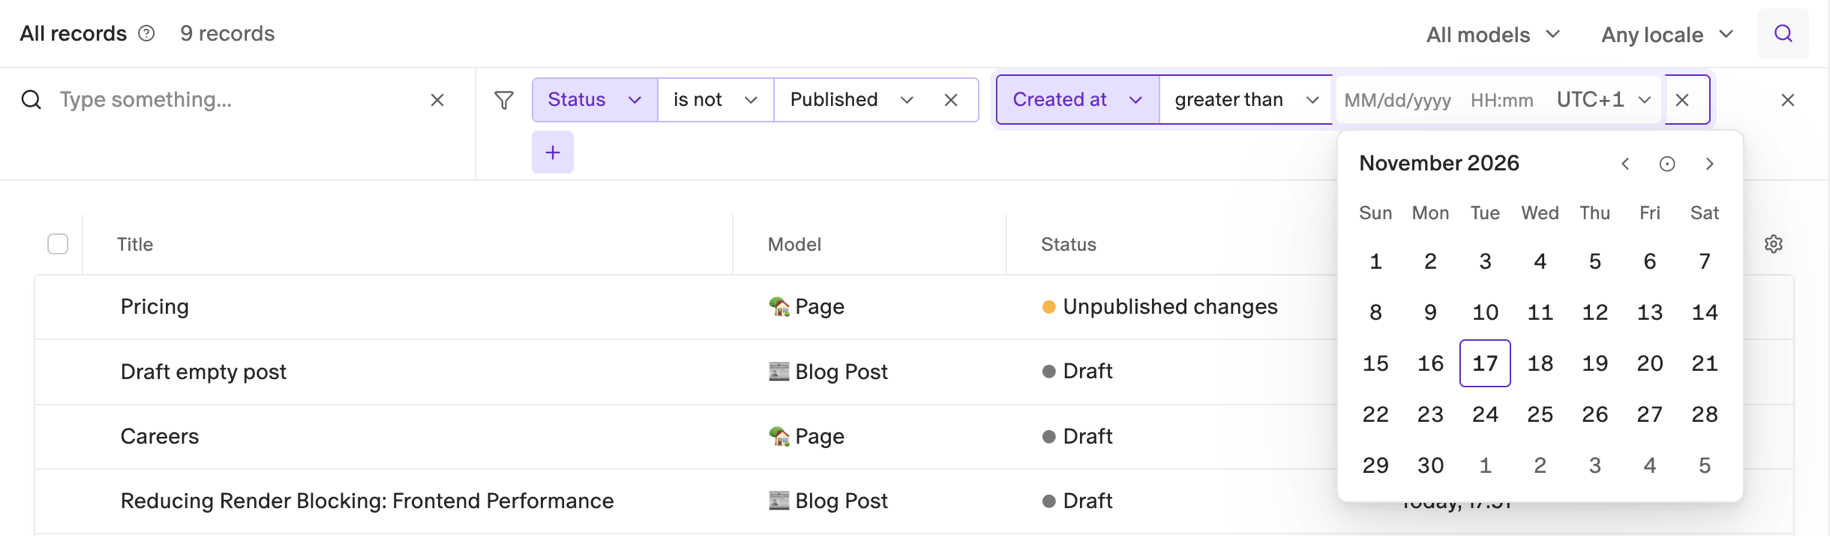 All records 9 records All models Any locale
Type something... Status is not Published Created at greater than MM/dd/yyyy HH:mm UTC+1
+
November 2026
Sun Mon Tue Wed Thu Fri Sat
1 2 3 4 5 6 7
8 9 10 11 12 13 14
15 16 17 18 19 20 21
22 23 24 25 26 27 28
29 30 1 2 3 4 5
Title Model Status
Pricing Page Unpublished changes
Draft empty post Blog Post Draft
Careers Page Draft
Reducing Render Blocking: Frontend Performance Blog Post Draft